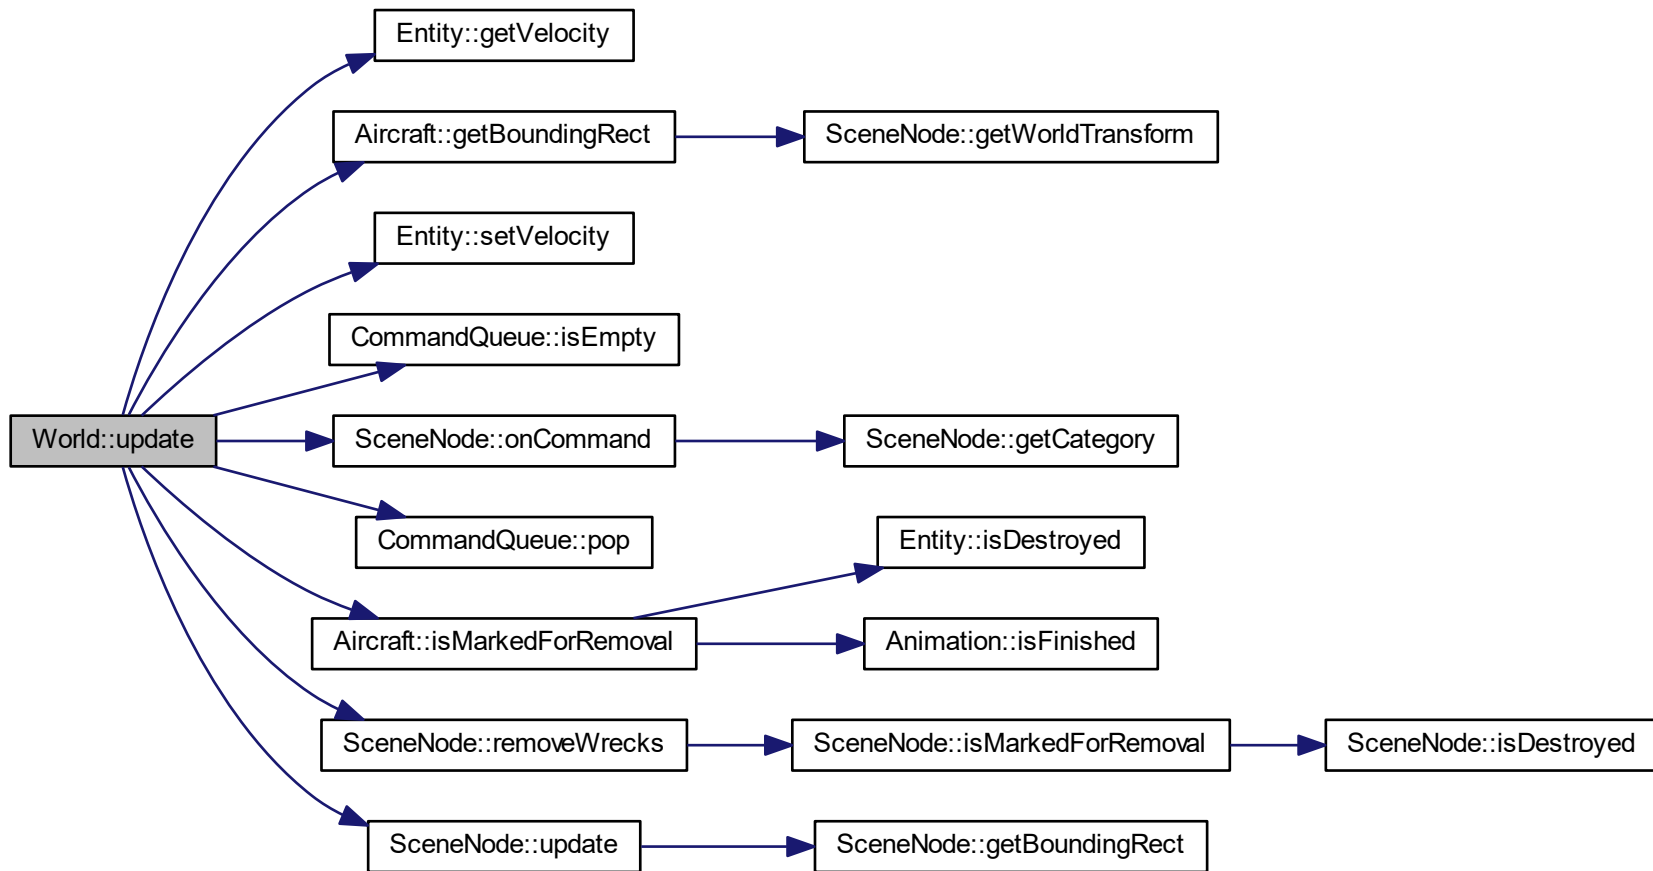 Entity::getVelocity
Aircraft::getBoundingRect
SceneNode::getWorldTransform
Entity::setVelocity
CommandQueue::isEmpty
World::update
SceneNode::onCommand
SceneNode::getCategory
CommandQueue::pop
Entity::isDestroyed
Aircraft::isMarkedForRemoval
Animation::isFinished
SceneNode::removeWrecks
SceneNode::isMarkedForRemoval
SceneNode::isDestroyed
SceneNode::update
SceneNode::getBoundingRect